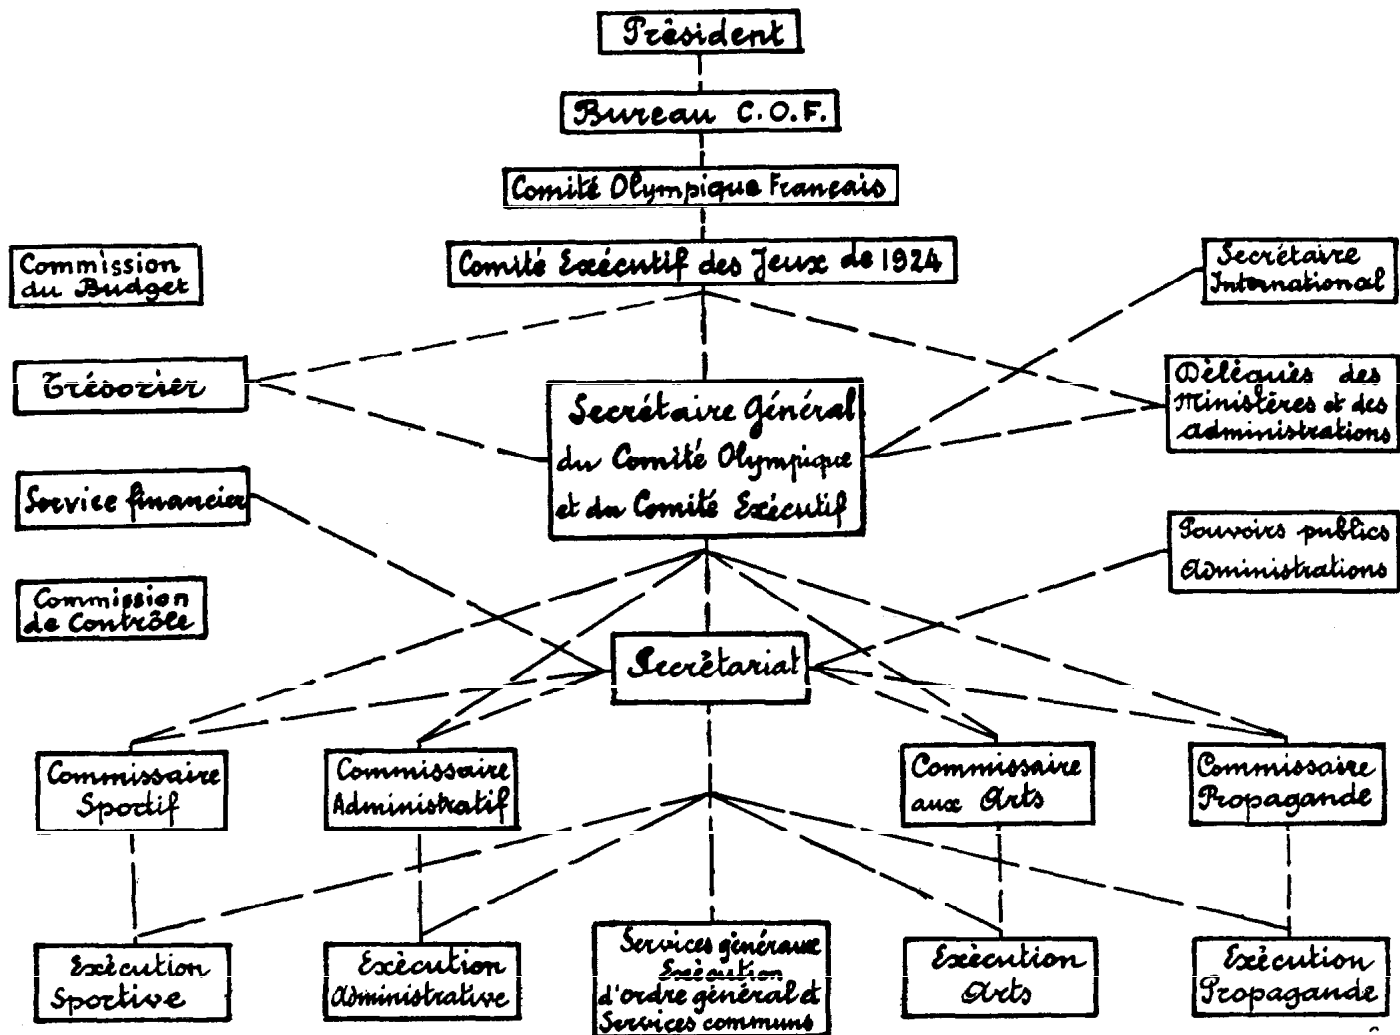 Président
Bureau C.O.F.
Comité Olympique Français
Comité Exécutif des Jeux de 1924
Commission
du Budget
Secrétaire
International
Trésorier
Délégués des
Ministères et des
Administrations
Secrétaire Général
du Comité Olympique
et du Comité Exécutif
Service financier
Pouvoirs publics
Administrations
Commission
de Contrôle
Secrétariat
Commissaire
Sportif
Commissaire
Administratif
Commissaire
aux Arts
Commissaire
Propagande
Exécution
Sportive
Exécution
Administrative
Services généraux
Exécution
d'ordre général et
Services communs
Exécution
Arts
Exécution
Propagande